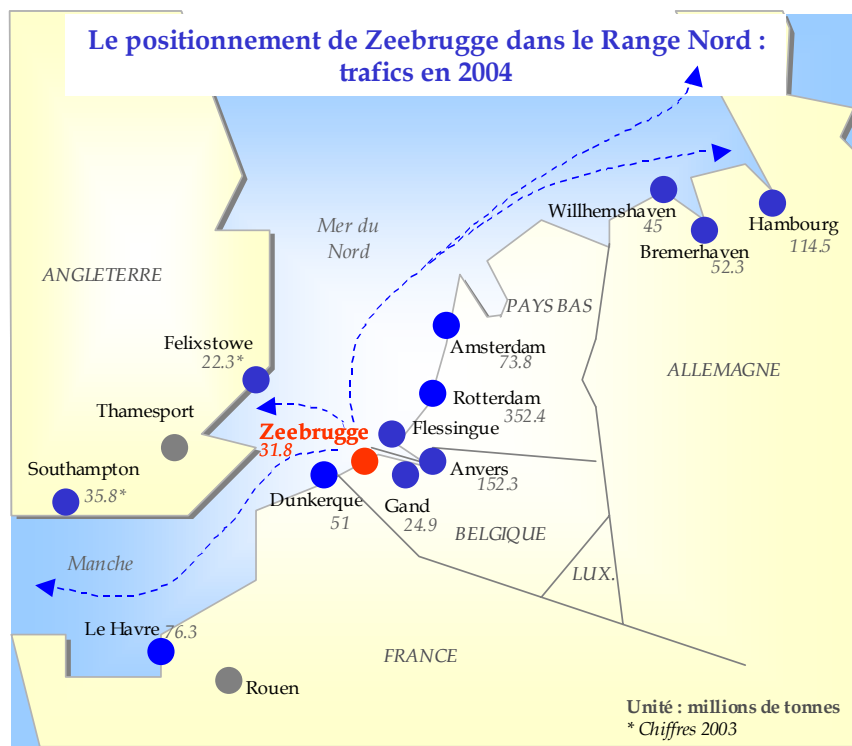 Le positionnement de Zeebrugge dans le Range Nord :
trafics en 2004
Willhemshaven
45
Hambourg
114.5
Bremerhaven
52.3
Mer du
Nord
ANGLETERRE
PAYS BAS
Felixstowe
22.3*
Amsterdam
73.8
ALLEMAGNE
Rotterdam
352.4
Thamesport
Flessingue
Zeebrugge
31.8
Southampton
35.8*
Anvers
152.3
Dunkerque
51
Gand
24.9
BELGIQUE
Manche
LUX.
Le Havre
76.3
FRANCE
Rouen
Unité : millions de tonnes
* Chiffres 2003